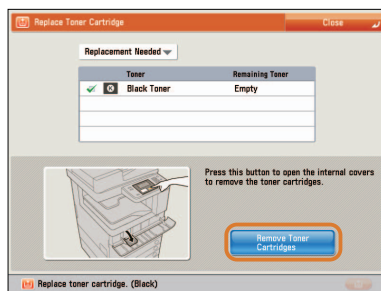 Replace Toner Cartridge
Close
Replacement Needed
Toner
Remaining Toner
K
Black Toner
Empty
Press this button to open the internal covers
to remove the toner cartridges.
Remove Toner
Cartridges
Replace toner cartridge. (Black)